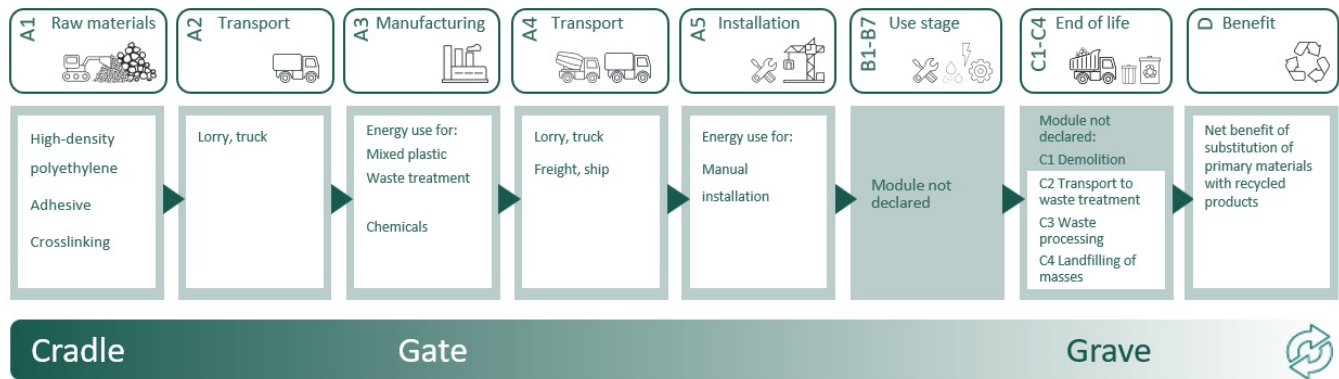 A1 Raw materials
A2 Transport
A3 Manufacturing
A4 Transport
A5 Installation
B1-B7 Use stage
C1-C4 End of life
D Benefit
High-density
polyethylene
Adhesive
Crosslinking
Lorry, truck
Energy use for:
Mixed plastic
Waste treatment
Chemicals
Lorry, truck
Freight, ship
Energy use for:
Manual
installation
Module not
declared
Module not
declared:
C1 Demolition
C2 Transport to
waste treatment
C3 Waste
processing
C4 Landfilling of
masses
Net benefit of
substitution of
primary materials
with recycled
products
Cradle
Gate
Grave